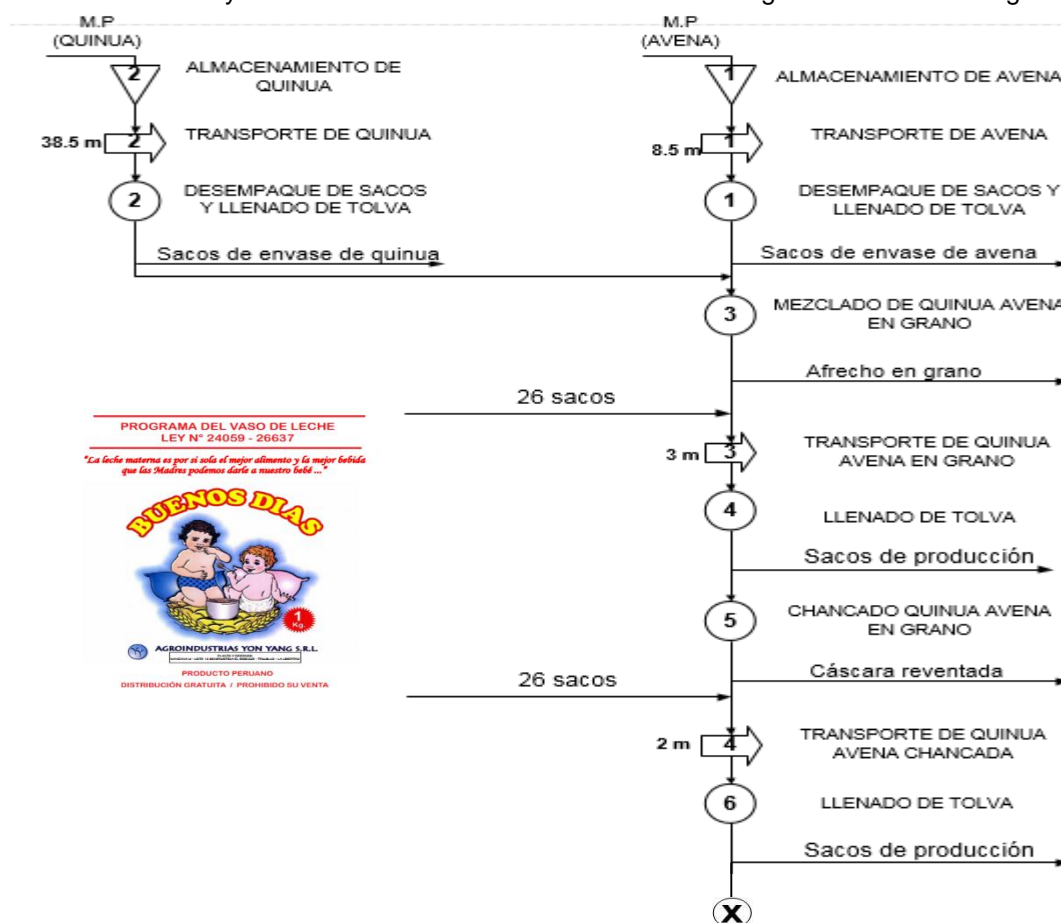 M.P
(QUINUA)
M.P
(AVENA)
2
ALMACENAMIENTO DE
QUINUA
1
ALMACENAMIENTO DE AVENA
38.5 m
2
TRANSPORTE DE QUINUA
8.5 m
1
TRANSPORTE DE AVENA
2
DESEMPAQUE DE SACOS
Y LLENADO DE TOLVA
1
DESEMPAQUE DE SACOS Y
LLENADO DE TOLVA
Sacos de envase de quinua
Sacos de envase de avena
3
MEZCLADO DE QUINUA AVENA
EN GRANO
Afrecho en grano
26 sacos
3 m
3
TRANSPORTE DE QUINUA
AVENA EN GRANO
4
LLENADO DE TOLVA
Sacos de producción
5
CHANCADO QUINUA AVENA
EN GRANO
Cáscara reventada
26 sacos
2 m
4
TRANSPORTE DE QUINUA
AVENA CHANCADA
6
LLENADO DE TOLVA
Sacos de producción
X
PROGRAMA DEL VASO DE LECHE
LEY N° 24059 - 26637
"La leche materna es por si sola el mejor alimento y la mejor bebida
que las Madres podemos darle a nuestro bebé ..."
BUENOS DIAS
1
Kg.
AGROINDUSTRIAS YON YANG S.R.L.
PRODUCTO PERUANO
DISTRIBUCIÓN GRATUITA / PROHIBIDO SU VENTA